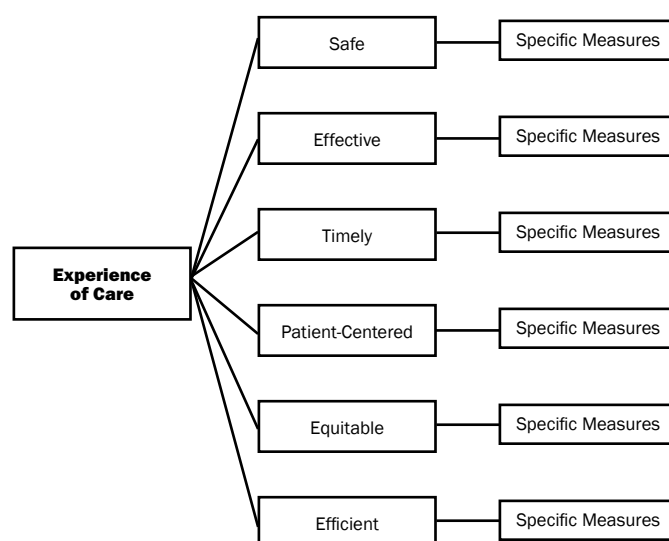 Safe
Specific Measures
Effective
Specific Measures
Timely
Specific Measures
Experience
of Care
Patient-Centered
Specific Measures
Equitable
Specific Measures
Efficient
Specific Measures